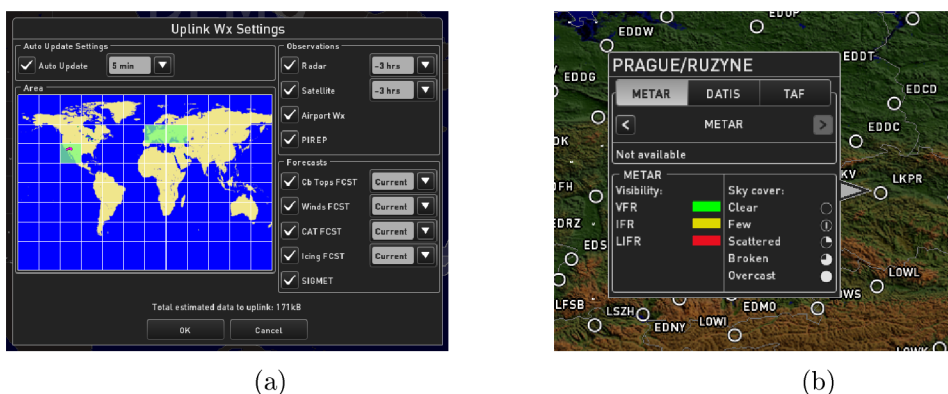 Uplink Wx Settings
Auto Update Settings
Auto Update 5 min
Area
Observations
Radar -3 hrs
Satellite -3 hrs
Airport Wx
PIREP
Forecasts
Cb Tops FCST Current
Winds FCST Current
CAT FCST Current
Icing FCST Current
SIGMET
Total estimated data to uplink: 171kB
OK Cancel
(a)
EDDW
EDDT
EDDG
EDCD
EDDC
LKPR
KV
EDRZ
EDS
LOWL
WS
LFSB
LSZH
EDNY
LOWI
EDMO
PRAGUE/RUZYNE
METAR DATIS TAF
< METAR >
Not available
METAR
Visibility: Sky cover:
VFR Clear
IFR Few
LIFR Scattered
Broken
Overcast
(b)